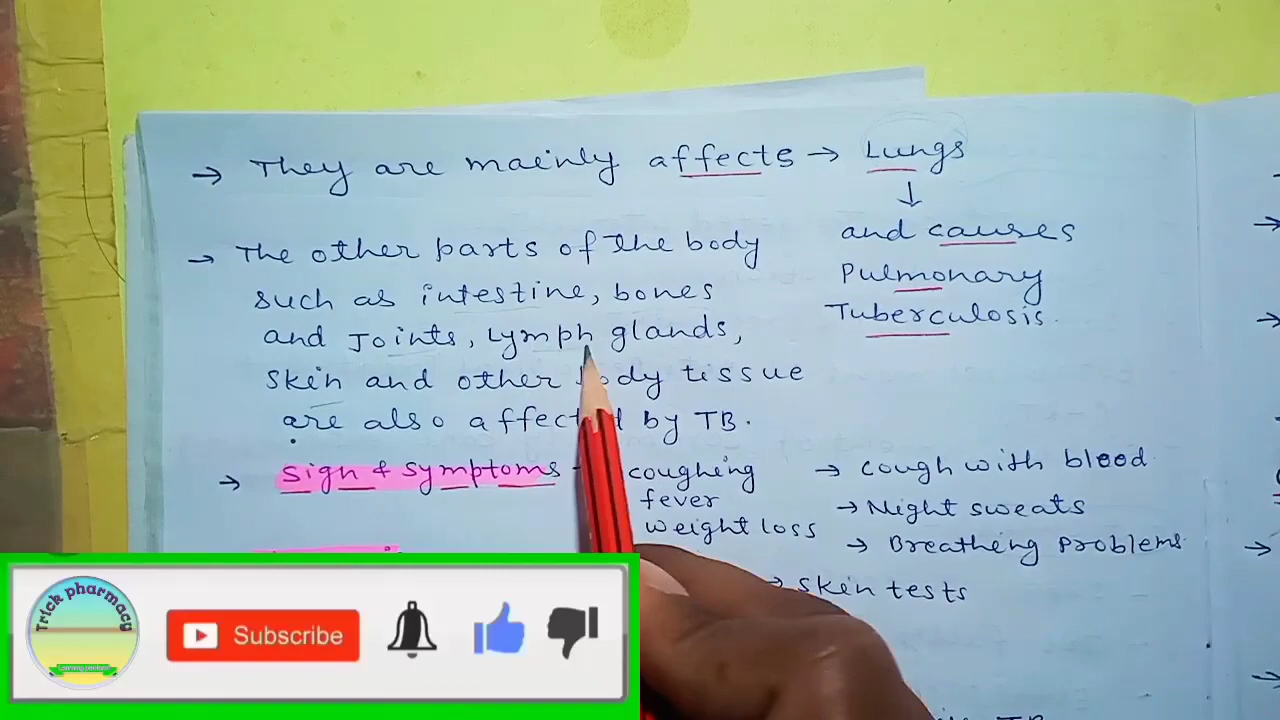 → They are mainly affects → Lungs
↓
and causes
Pulmonary
Tuberculosis.
→ The other parts of the body
such as intestine, bones
and Joints, Lymph glands,
skin and other body tissue
are also affected by TB.
→ Sign & symptoms - coughing
fever
weight loss
→ cough with blood
→ Night sweats
→ Breathing problems
→ skin tests
TB
Trick pharmacy
Subscribe